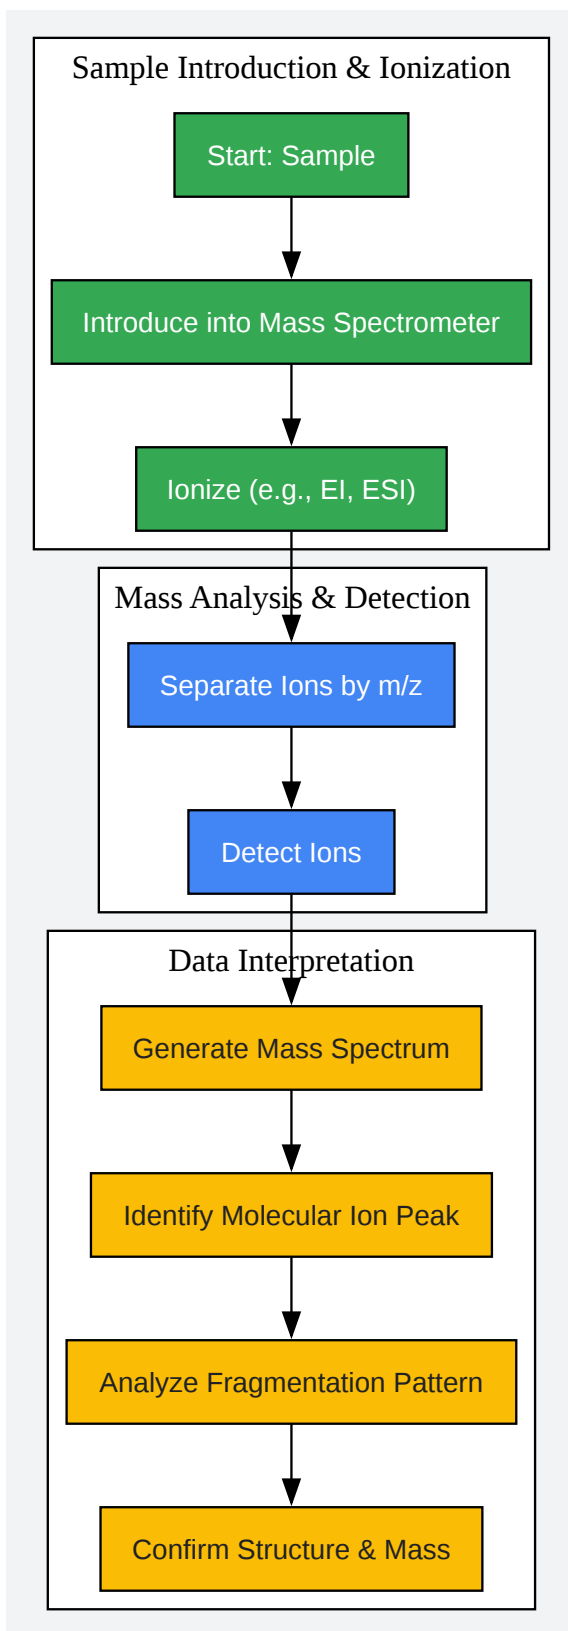 Sample Introduction & Ionization
Start: Sample
Introduce into Mass Spectrometer
Ionize (e.g., EI, ESI)
Mass Analysis & Detection
Separate Ions by m/z
Detect Ions
Data Interpretation
Generate Mass Spectrum
Identify Molecular Ion Peak
Analyze Fragmentation Pattern
Confirm Structure & Mass